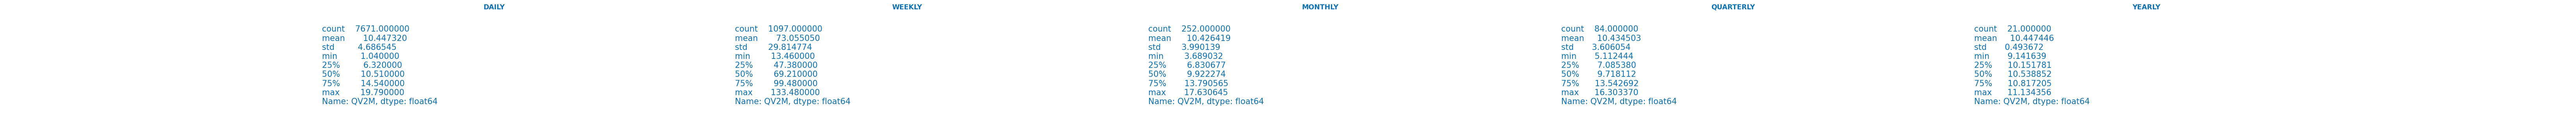 DAILY
count 7671.000000
mean 10.447320
std 4.686545
min 1.040000
25% 6.320000
50% 10.510000
75% 14.540000
max 19.790000
Name: QV2M, dtype: float64
WEEKLY
count 1097.000000
mean 73.055050
std 29.814774
min 13.460000
25% 47.380000
50% 69.210000
75% 99.480000
max 133.480000
Name: QV2M, dtype: float64
MONTHLY
count 252.000000
mean 10.426419
std 3.990139
min 3.689032
25% 6.830677
50% 9.922274
75% 13.790565
max 17.630645
Name: QV2M, dtype: float64
QUARTERLY
count 84.000000
mean 10.434503
std 3.606054
min 5.112444
25% 7.085380
50% 9.718112
75% 13.542692
max 16.303370
Name: QV2M, dtype: float64
YEARLY
count 21.000000
mean 10.447446
std 0.493672
min 9.141639
25% 10.151781
50% 10.538852
75% 10.817205
max 11.134356
Name: QV2M, dtype: float64